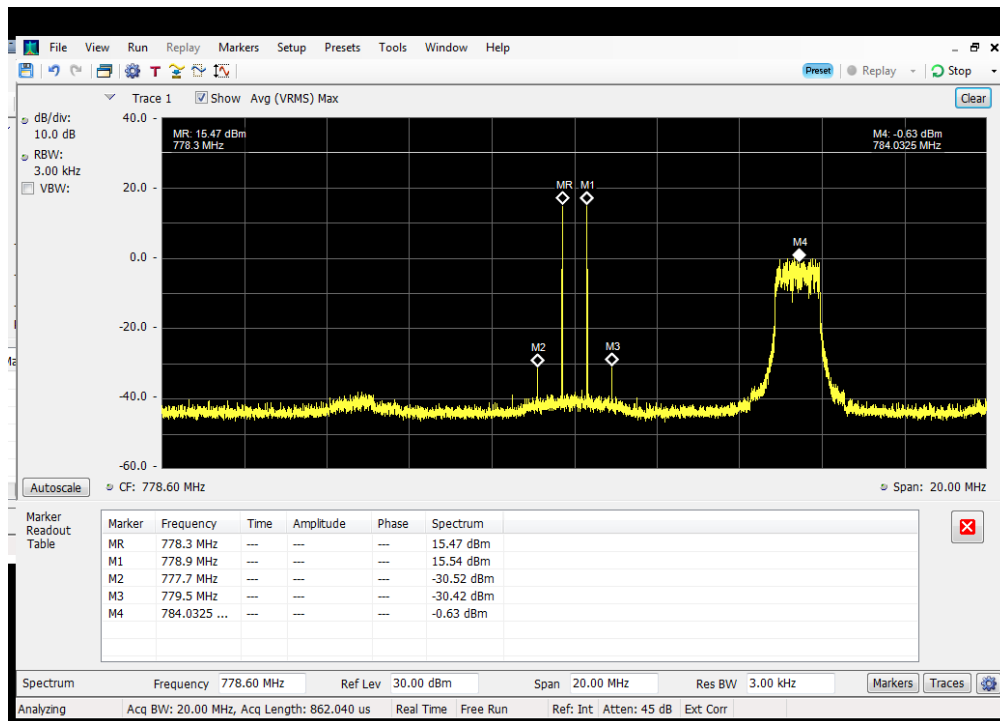 File View Run Replay Markers Setup Presets Tools Window Help
Preset Replay Stop
Trace 1 Show Avg (VRMS) Max Clear
dB/div:
10.0 dB
RBW:
3.00 kHz
VBW:
40.0 -
20.0 -
0.0 -
-20.0 -
-40.0 -
-60.0 -
MR: 15.47 dBm
778.3 MHz
M4: -0.63 dBm
784.0325 MHz
MR M1
M4
M2 M3
Autoscale CF: 778.60 MHz Span: 20.00 MHz
Marker
Readout
Table
Marker Frequency Time Amplitude Phase Spectrum
MR 778.3 MHz --- --- --- 15.47 dBm
M1 778.9 MHz --- --- --- 15.54 dBm
M2 777.7 MHz --- --- --- -30.52 dBm
M3 779.5 MHz --- --- --- -30.42 dBm
M4 784.0325 ... --- --- --- -0.63 dBm
Spectrum Frequency 778.60 MHz Ref Lev 30.00 dBm Span 20.00 MHz Res BW 3.00 kHz Markers Traces
Analyzing Acq BW: 20.00 MHz, Acq Length: 862.040 us Real Time Free Run Ref: Int Atten: 45 dB Ext Corr